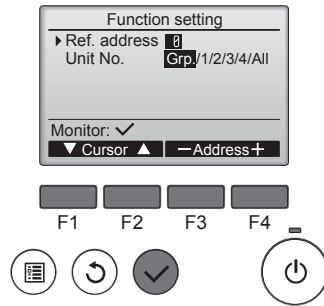 Function setting
Ref. address 0
Unit No. Grp./1/2/3/4/All
Monitor: ✓
▼ Cursor ▲ −Address+
F1 F2 F3 F4